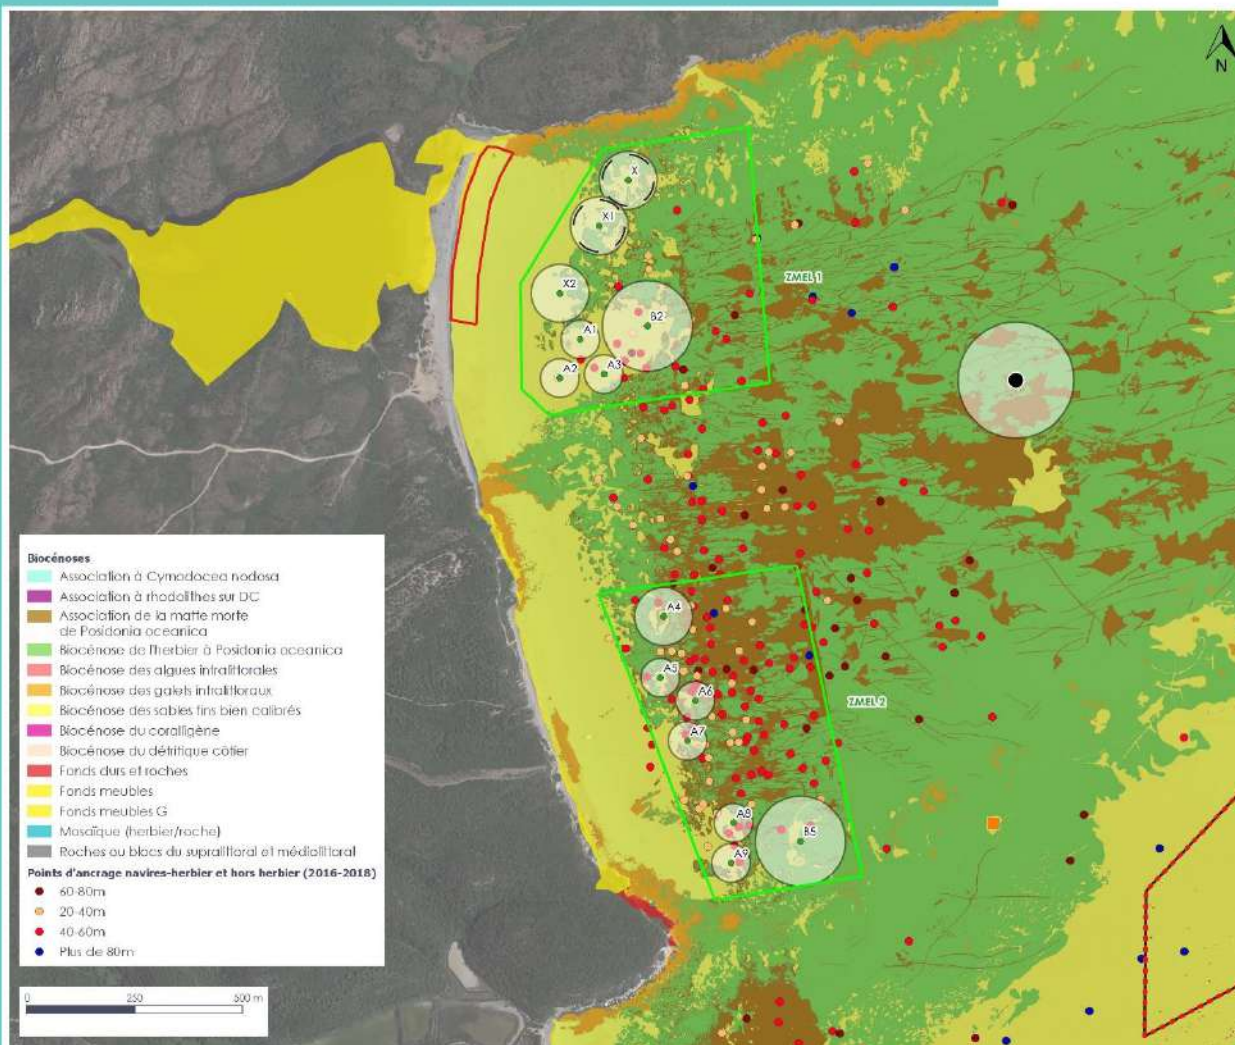 N
X
X1
ZMEL 1
X2
B2
A1
A2
A3
A4
A5
A6
ZMEL 2
A7
A8
B5
A9
Biocénoses
Association à Cymodocea nodosa
Association à rhodolithes sur DC
Association de la matte morte
de Posidonia oceanica
Biocénose de l'herbier à Posidonia oceanica
Biocénose des algues infralittorales
Biocénose des galets infralittoraux
Biocénose des sables fins bien calibrés
Biocénose du coralligène
Biocénose du détritique côtier
Fonds durs et roches
Fonds meubles
Fonds meubles G
Mosaïque (herbier/roche)
Roches ou blocs du supralittoral et médiolittoral
Points d'ancrage navires-herbier et hors herbier (2016-2018)
60-80m
20-40m
40-60m
Plus de 80m
0 250 500 m